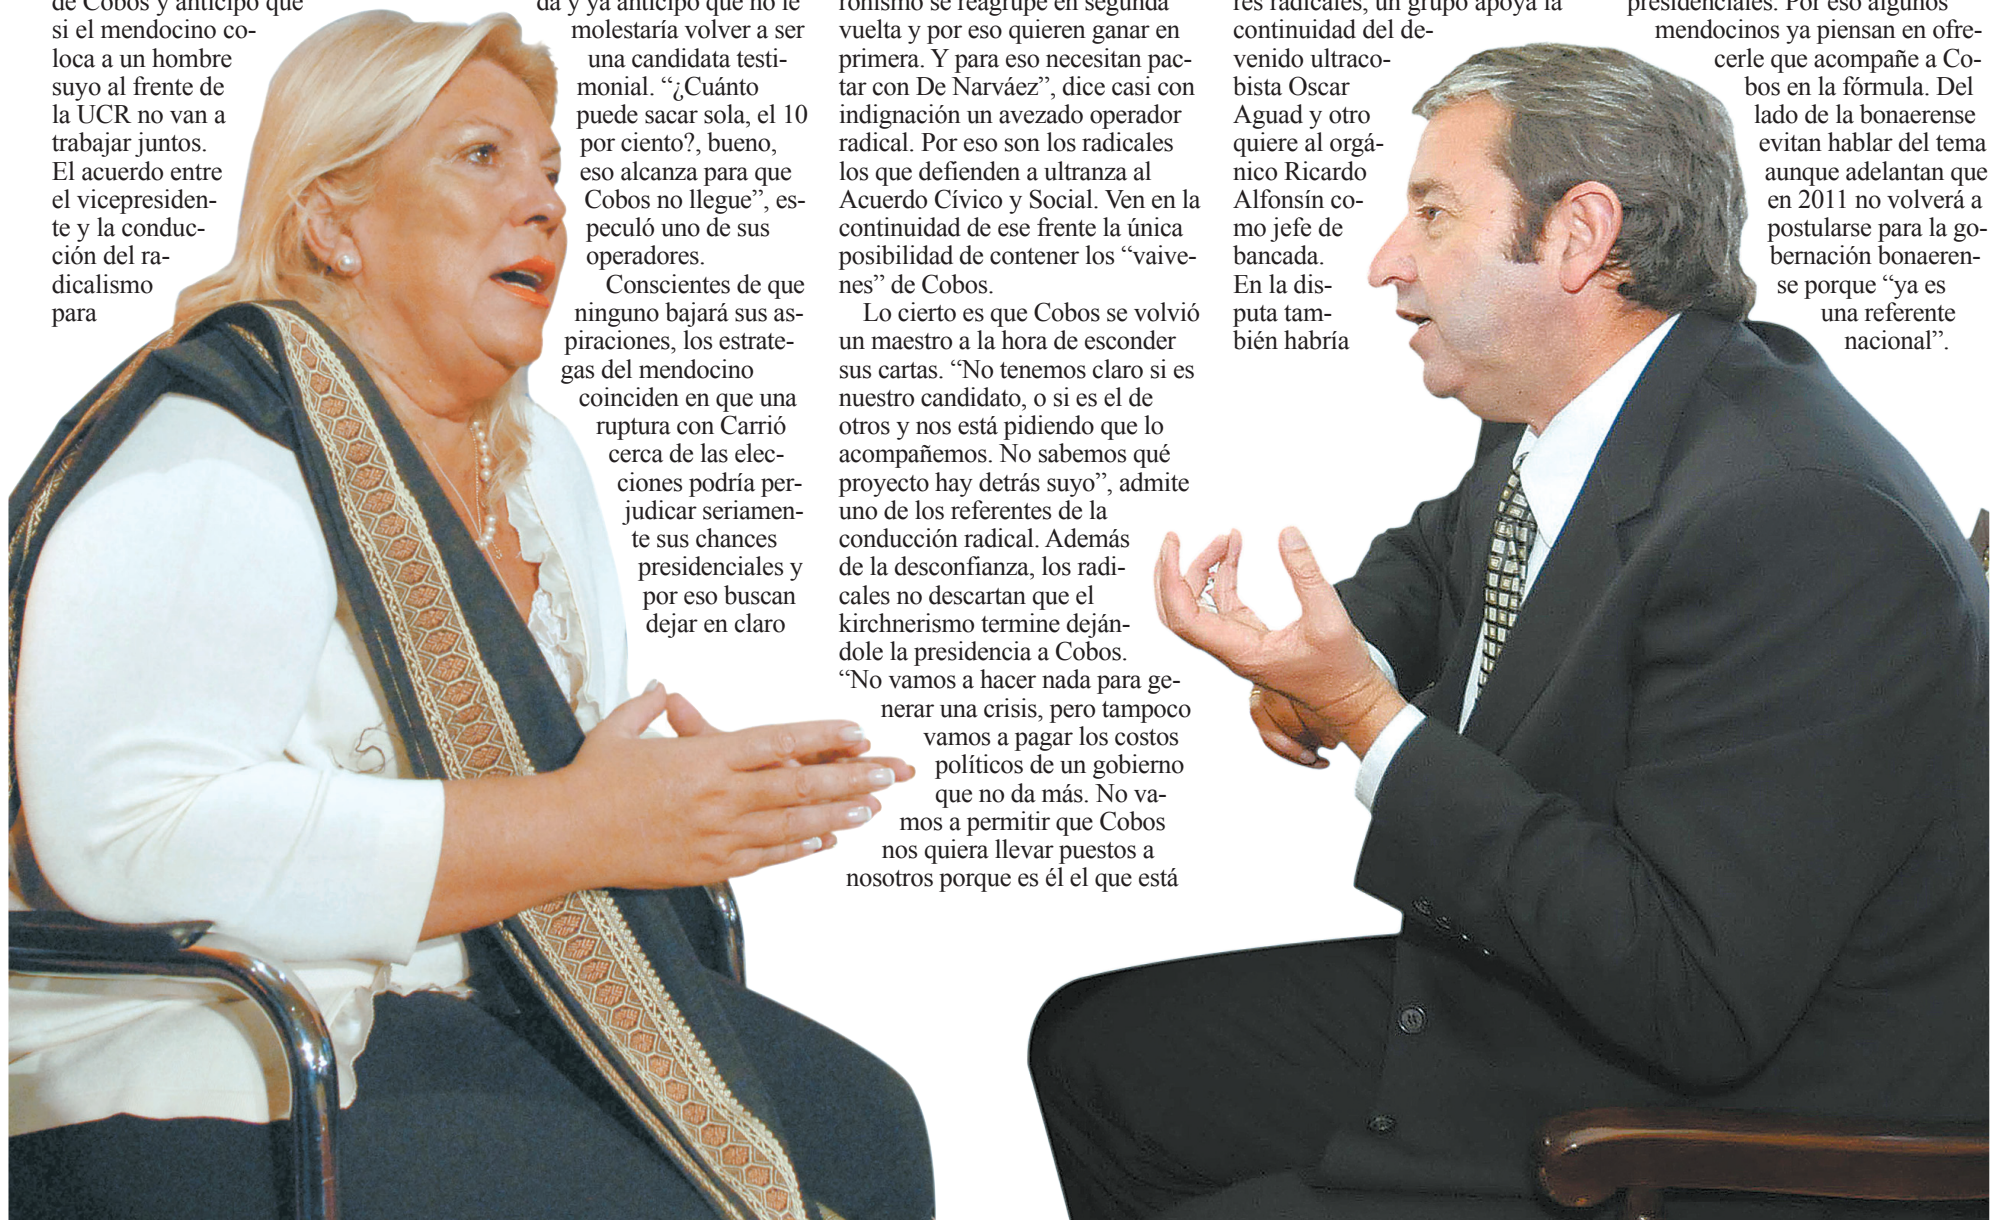 de Cobos y anticipó que
si el mendocino co-
loca a un hombre
suyo al frente de
la UCR no van a
trabajar juntos.
El acuerdo entre
el vicepresiden-
te y la conduc-
ción del ra-
dicalismo
para
da y ya anticipó que no le
molestaría volver a ser
una candidata testi-
monial. “¿Cuánto
puede sacar sola, el 10
por ciento?, bueno,
eso alcanza para que
Cobos no llegue”, es-
peculó uno de sus
operadores.
Conscientes de que
ninguno bajará sus as-
piraciones, los estrate-
gas del mendocino
coinciden en que una
ruptura con Carrió
cerca de las elec-
ciones podría per-
judicar seriamen-
te sus chances
presidenciales y
por eso buscan
dejar en claro
ronismo se reagrupe en segunda
vuelta y por eso quieren ganar en
primera. Y para eso necesitan pac-
tar con De Narváez”, dice casi con
indignación un avezado operador
radical. Por eso son los radicales
los que defienden a ultranza al
Acuerdo Cívico y Social. Ven en la
continuidad de ese frente la única
posibilidad de contener los “vaive-
nes” de Cobos.
Lo cierto es que Cobos se volvió
un maestro a la hora de esconder
sus cartas. “No tenemos claro si es
nuestro candidato, o si es el de
otros y nos está pidiendo que lo
acompañemos. No sabemos qué
proyecto hay detrás suyo”, admite
uno de los referentes de la
conducción radical. Además
de la desconfianza, los radi-
cales no descartan que el
kirchnerismo termine deján-
dole la presidencia a Cobos.
“No vamos a hacer nada para ge-
nerar una crisis, pero tampoco
vamos a pagar los costos
políticos de un gobierno
que no da más. No va-
mos a permitir que Cobos
nos quiera llevar puestos a
nosotros porque es él el que está
res radicales, un grupo apoya la
continuidad del de-
venido ultraco-
bista Oscar
Aguad y otro
quiere al orgá-
nico Ricardo
Alfonsín co-
mo jefe de
bancada.
En la dis-
puta tam-
bién habría
presidenciales. Por eso algunos
mendocinos ya piensan en ofre-
cerle que acompañe a Co-
bos en la fórmula. Del
lado de la bonaerense
evitan hablar del tema
aunque adelantan que
en 2011 no volverá a
postularse para la go-
bernación bonaeren-
se porque “ya es
una referente
nacional”.